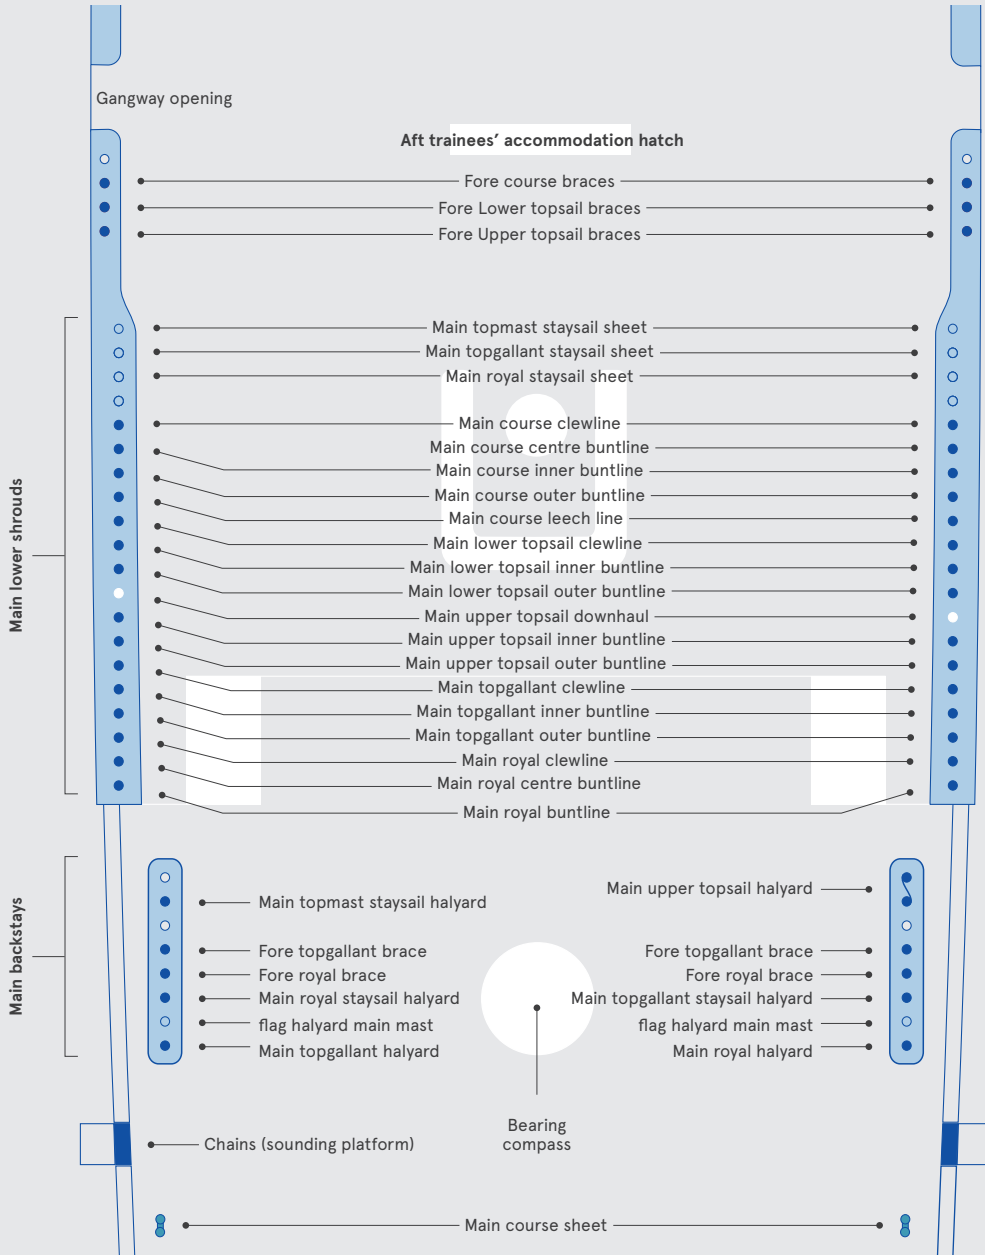 Gangway opening
Aft trainees’ accommodation hatch
Fore course braces
Fore Lower topsail braces
Fore Upper topsail braces
Main lower shrouds
Main topmast staysail sheet
Main topgallant staysail sheet
Main royal staysail sheet
Main course clewline
Main course centre buntline
Main course inner buntline
Main course outer buntline
Main course leech line
Main lower topsail clewline
Main lower topsail inner buntline
Main lower topsail outer buntline
Main upper topsail downhaul
Main upper topsail inner buntline
Main upper topsail outer buntline
Main topgallant clewline
Main topgallant inner buntline
Main topgallant outer buntline
Main royal clewline
Main royal centre buntline
Main royal buntline
Main backstays
Main topmast staysail halyard
Fore topgallant brace
Fore royal brace
Main royal staysail halyard
flag halyard main mast
Main topgallant halyard
Main upper topsail halyard
Fore topgallant brace
Fore royal brace
Main topgallant staysail halyard
flag halyard main mast
Main royal halyard
Bearing
compass
Chains (sounding platform)
Main course sheet